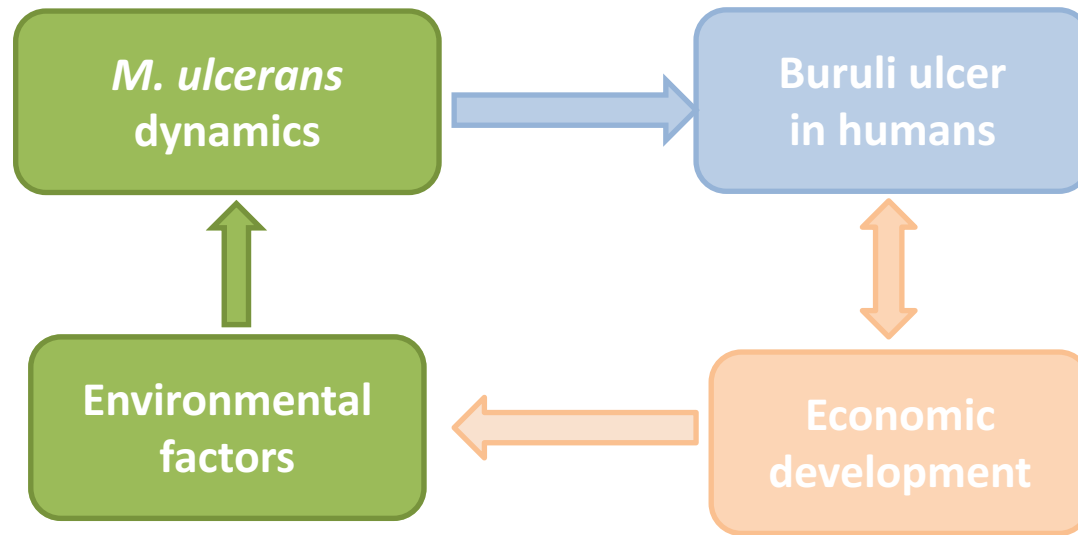 M. ulcerans
dynamics
Buruli ulcer
in humans
Environmental
factors
Economic
development